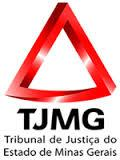 TJMG
Tribunal de Justiça do
Estado de Minas Gerais